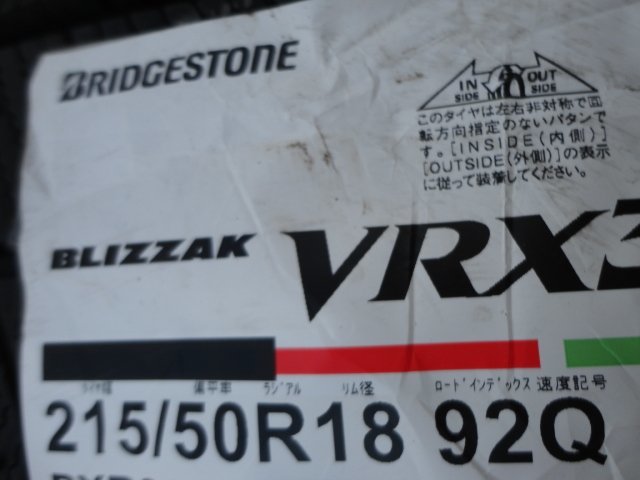 BRIDGESTONE
IN OUT
SIDE SIDE
このタイヤは左右非対称で回
転方向指定のないパタンで
す。[INSIDE(内側)]
[OUTSIDE(外側)]の表示
に従って装着してください。
BLIZZAK VRX3
タイヤ幅 偏平率 ラジアル リム径 ロードインデックス 速度記号
215/50R18 92Q